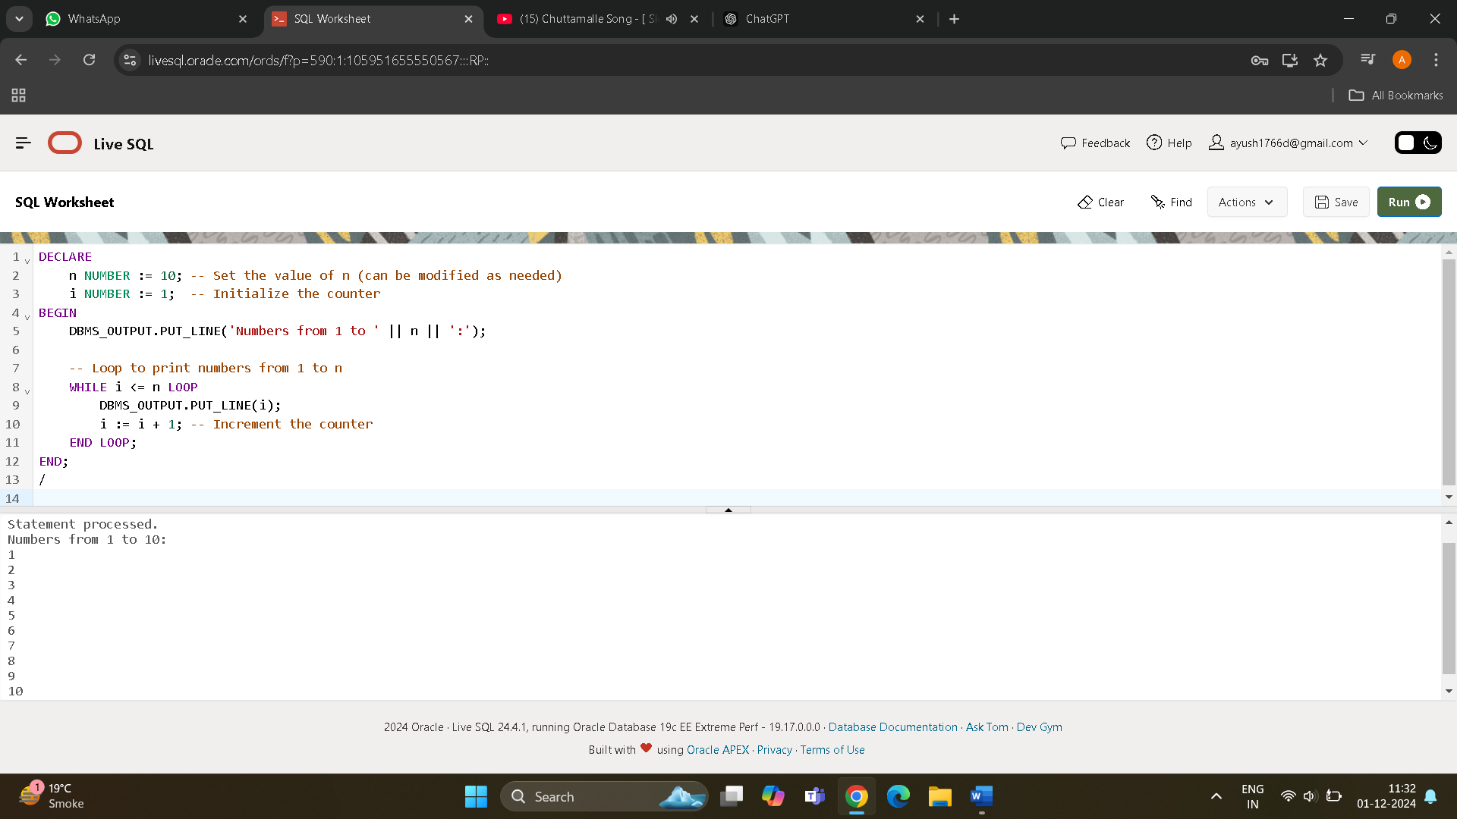 WhatsApp
SQL Worksheet
(15) Chuttamalle Song - [
ChatGPT
livesql.oracle.com/ords/f?p=590:1:105951655550567:::RP::
A
All Bookmarks
Live SQL
Feedback
Help
ayush1766d@gmail.com
SQL Worksheet
Clear
Find
Actions
Save
Run
1 DECLARE
2 n NUMBER := 10; -- Set the value of n (can be modified as needed)
3 i NUMBER := 1; -- Initialize the counter
4 BEGIN
5 DBMS_OUTPUT.PUT_LINE('Numbers from 1 to ' || n || ':');
6
7 -- Loop to print numbers from 1 to n
8 WHILE i <= n LOOP
9 DBMS_OUTPUT.PUT_LINE(i);
10 i := i + 1; -- Increment the counter
11 END LOOP;
12 END;
13 /
14
Statement processed.
Numbers from 1 to 10:
1
2
3
4
5
6
7
8
9
10
2024 Oracle · Live SQL 24.4.1, running Oracle Database 19c EE Extreme Perf - 19.17.0.0.0 · Database Documentation · Ask Tom · Dev Gym
Built with ❤ using Oracle APEX · Privacy · Terms of Use
1
19°C
Smoke
Search
ENG
IN
11:32
01-12-2024